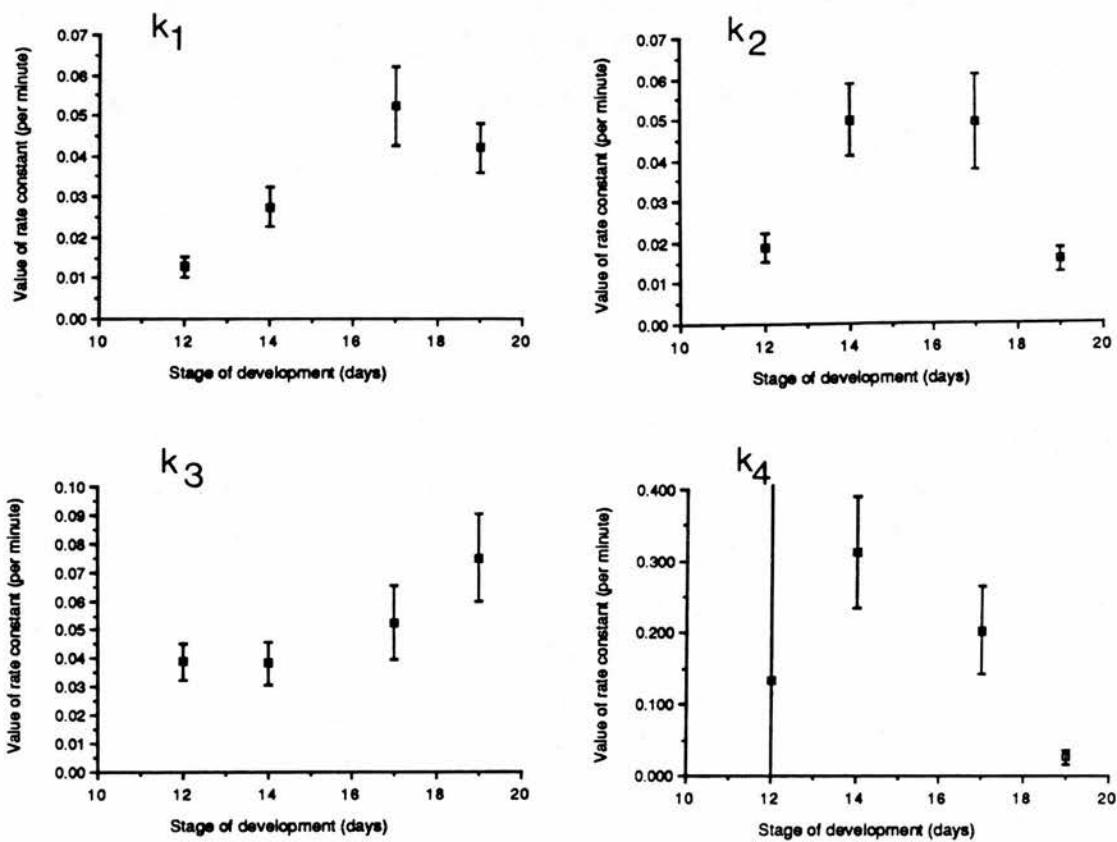 k1
Value of rate constant (per minute)
0.07
0.06
0.05
0.04
0.03
0.02
0.01
0.00
10 12 14 16 18 20
Stage of development (days)
k2
Value of rate constant (per minute)
0.07
0.06
0.05
0.04
0.03
0.02
0.01
0.00
10 12 14 16 18 20
Stage of development (days)
k3
Value of rate constant (per minute)
0.10
0.09
0.08
0.07
0.06
0.05
0.04
0.03
0.02
0.01
0.00
10 12 14 16 18 20
Stage of development (days)
k4
Value of rate constant (per minute)
0.400
0.300
0.200
0.100
0.000
10 12 14 16 18 20
Stage of development (days)